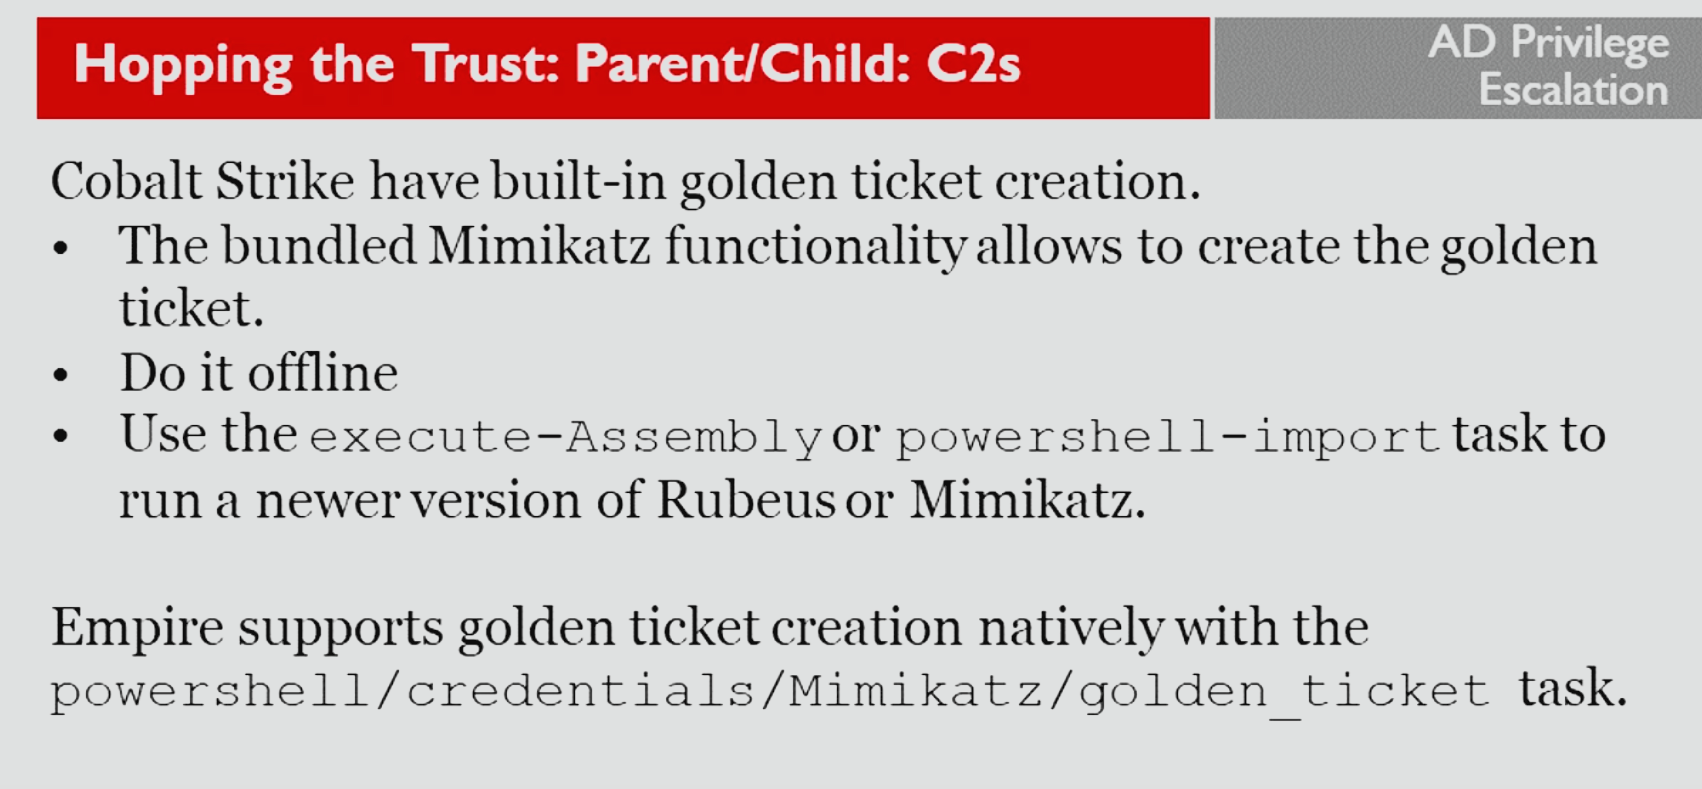 Hopping the Trust: Parent/Child: C2s
AD Privilege
Escalation
Cobalt Strike have built-in golden ticket creation.
• The bundled Mimikatz functionality allows to create the golden
ticket.
• Do it offline
• Use the execute-Assembly or powershell-import task to
run a newer version of Rubeus or Mimikatz.
Empire supports golden ticket creation natively with the
powershell/credentials/Mimikatz/golden_ticket task.